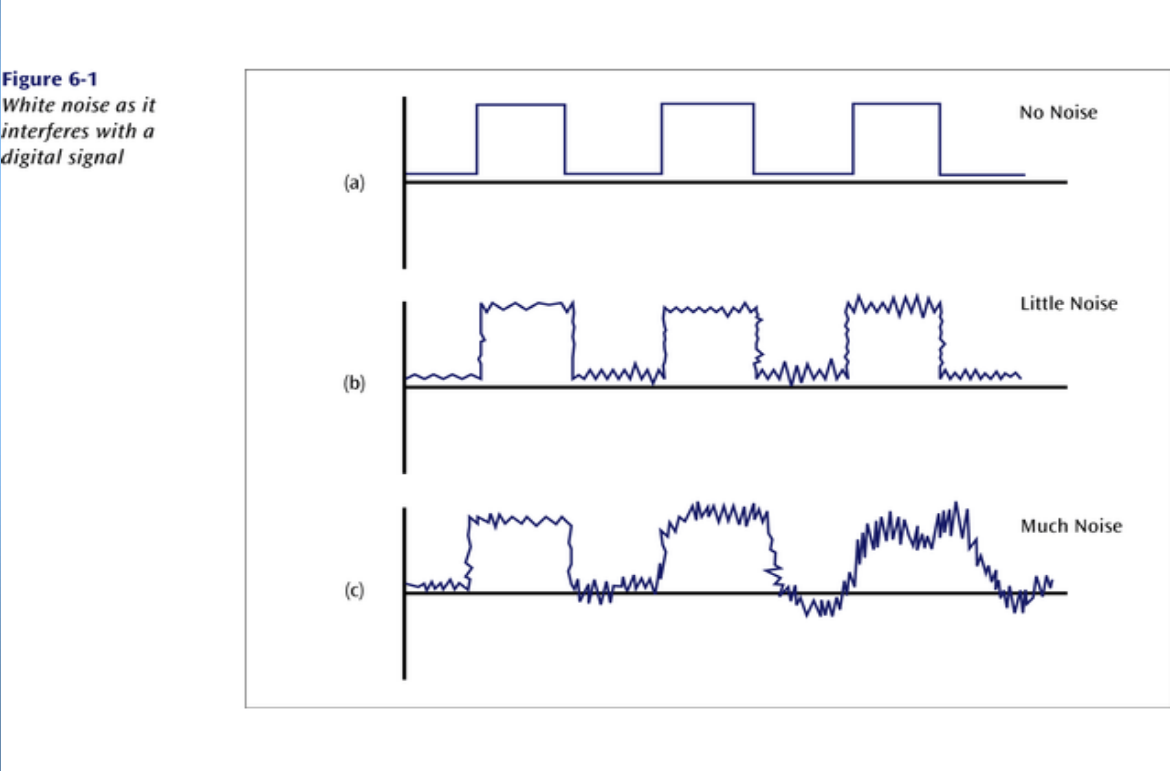 Figure 6-1
White noise as it
interferes with a
digital signal
No Noise
(a)
Little Noise
(b)
Much Noise
(c)